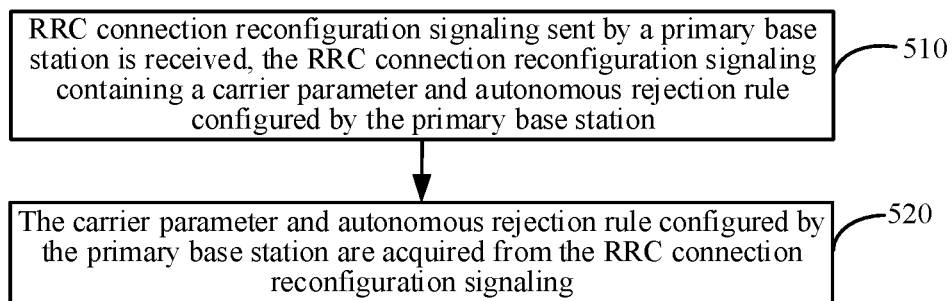 RRC connection reconfiguration signaling sent by a primary base
station is received, the RRC connection reconfiguration signaling
containing a carrier parameter and autonomous rejection rule
configured by the primary base station
510
The carrier parameter and autonomous rejection rule configured by
the primary base station are acquired from the RRC connection
reconfiguration signaling
520